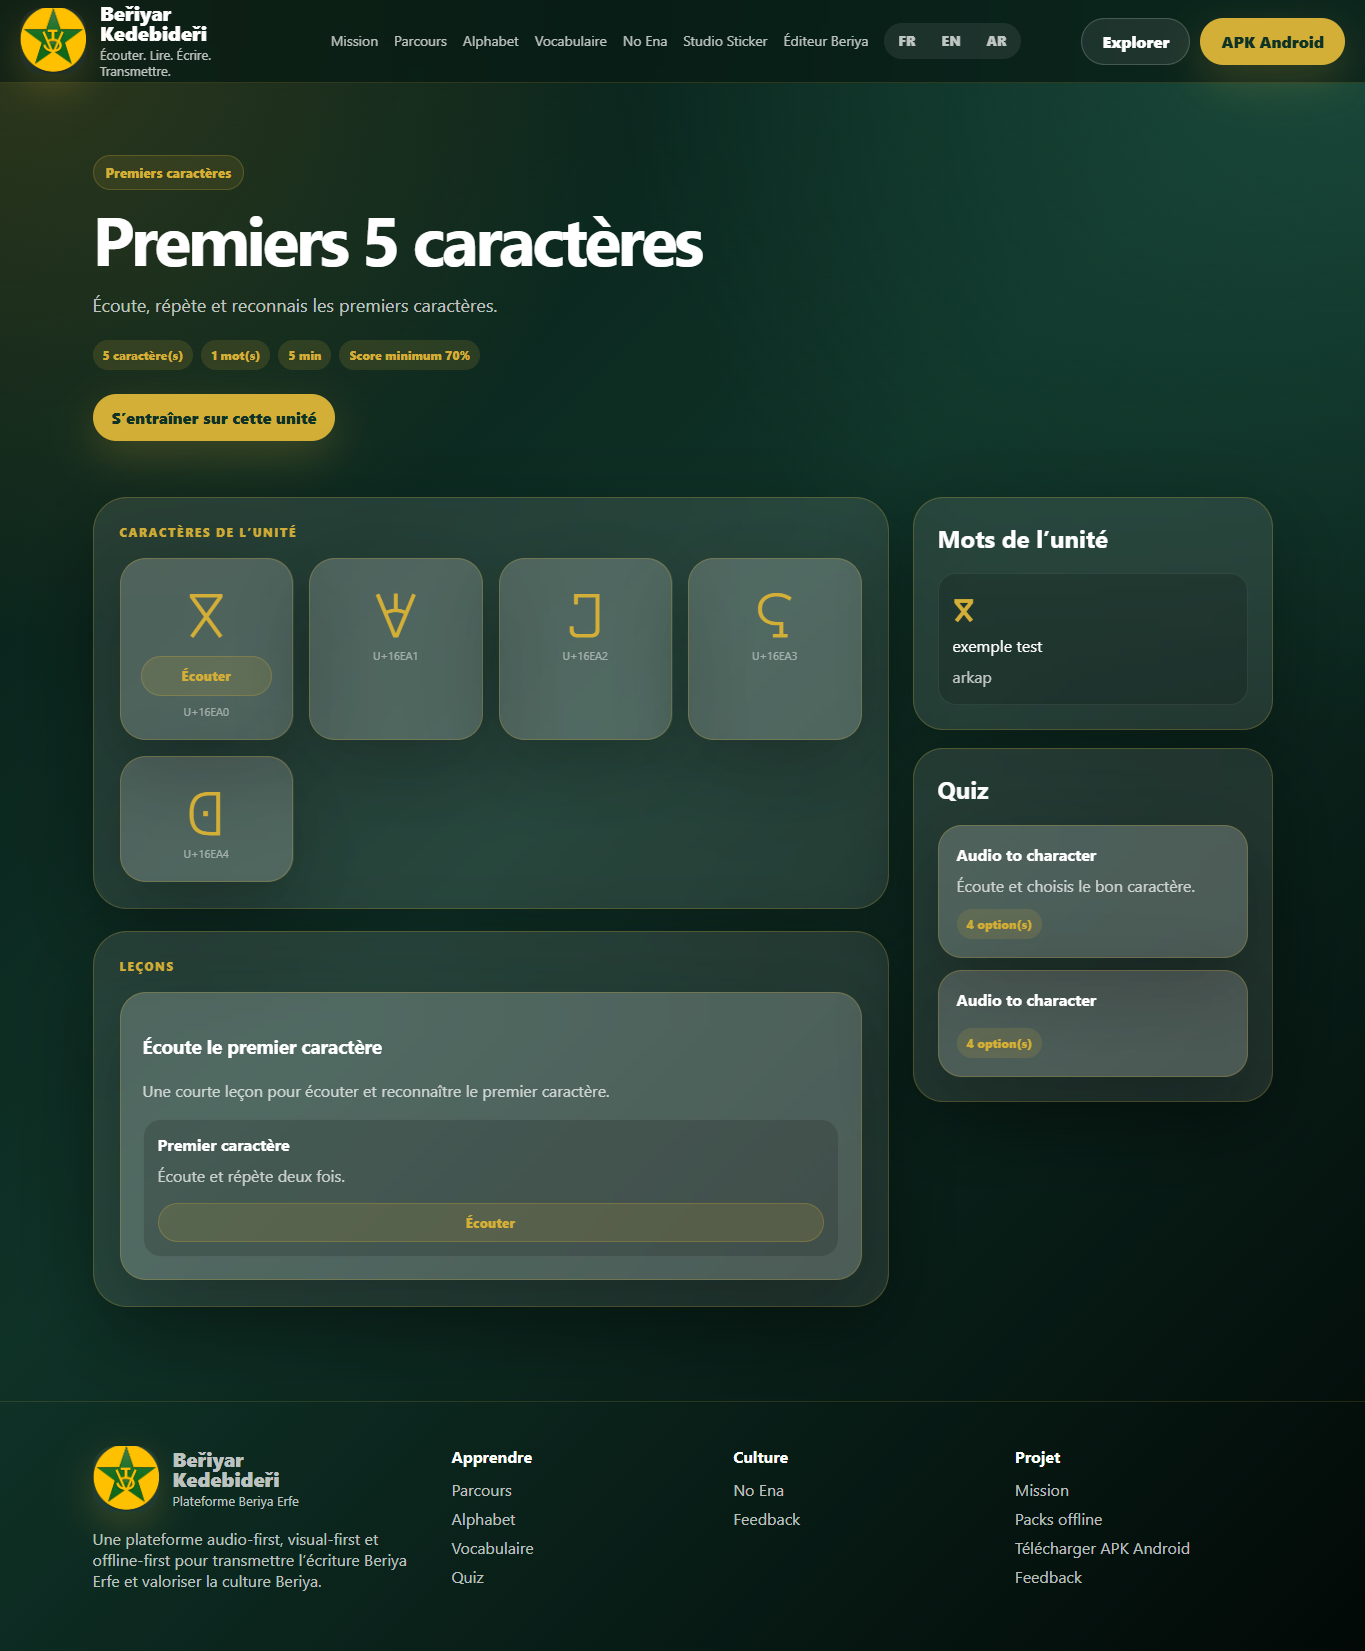 Beřiyar
Kedebideři
Écouter. Lire. Écrire.
Transmettre.
Mission Parcours Alphabet Vocabulaire No Ena Studio Sticker Éditeur Beriya FR EN AR Explorer APK Android
Premiers caractères
Premiers 5 caractères
Écoute, répète et reconnais les premiers caractères.
5 caractère(s) 1 mot(s) 5 min Score minimum 70%
S’entraîner sur cette unité
CARACTÈRES DE L’UNITÉ
𖺠
Écouter
U+16EA0
𖺡
U+16EA1
𖺢
U+16EA2
𖺣
U+16EA3
𖺤
U+16EA4
LEÇONS
Écoute le premier caractère
Une courte leçon pour écouter et reconnaître le premier caractère.
Premier caractère
Écoute et répète deux fois.
Écouter
Mots de l’unité
𖺠
exemple test
arkap
Quiz
Audio to character
Écoute et choisis le bon caractère.
4 option(s)
Audio to character
4 option(s)
Beřiyar
Kedebideři
Plateforme Beriya Erfe
Une plateforme audio-first, visual-first et
offline-first pour transmettre l’écriture Beriya
Erfe et valoriser la culture Beriya.
Apprendre
Parcours
Alphabet
Vocabulaire
Quiz
Culture
No Ena
Feedback
Projet
Mission
Packs offline
Télécharger APK Android
Feedback